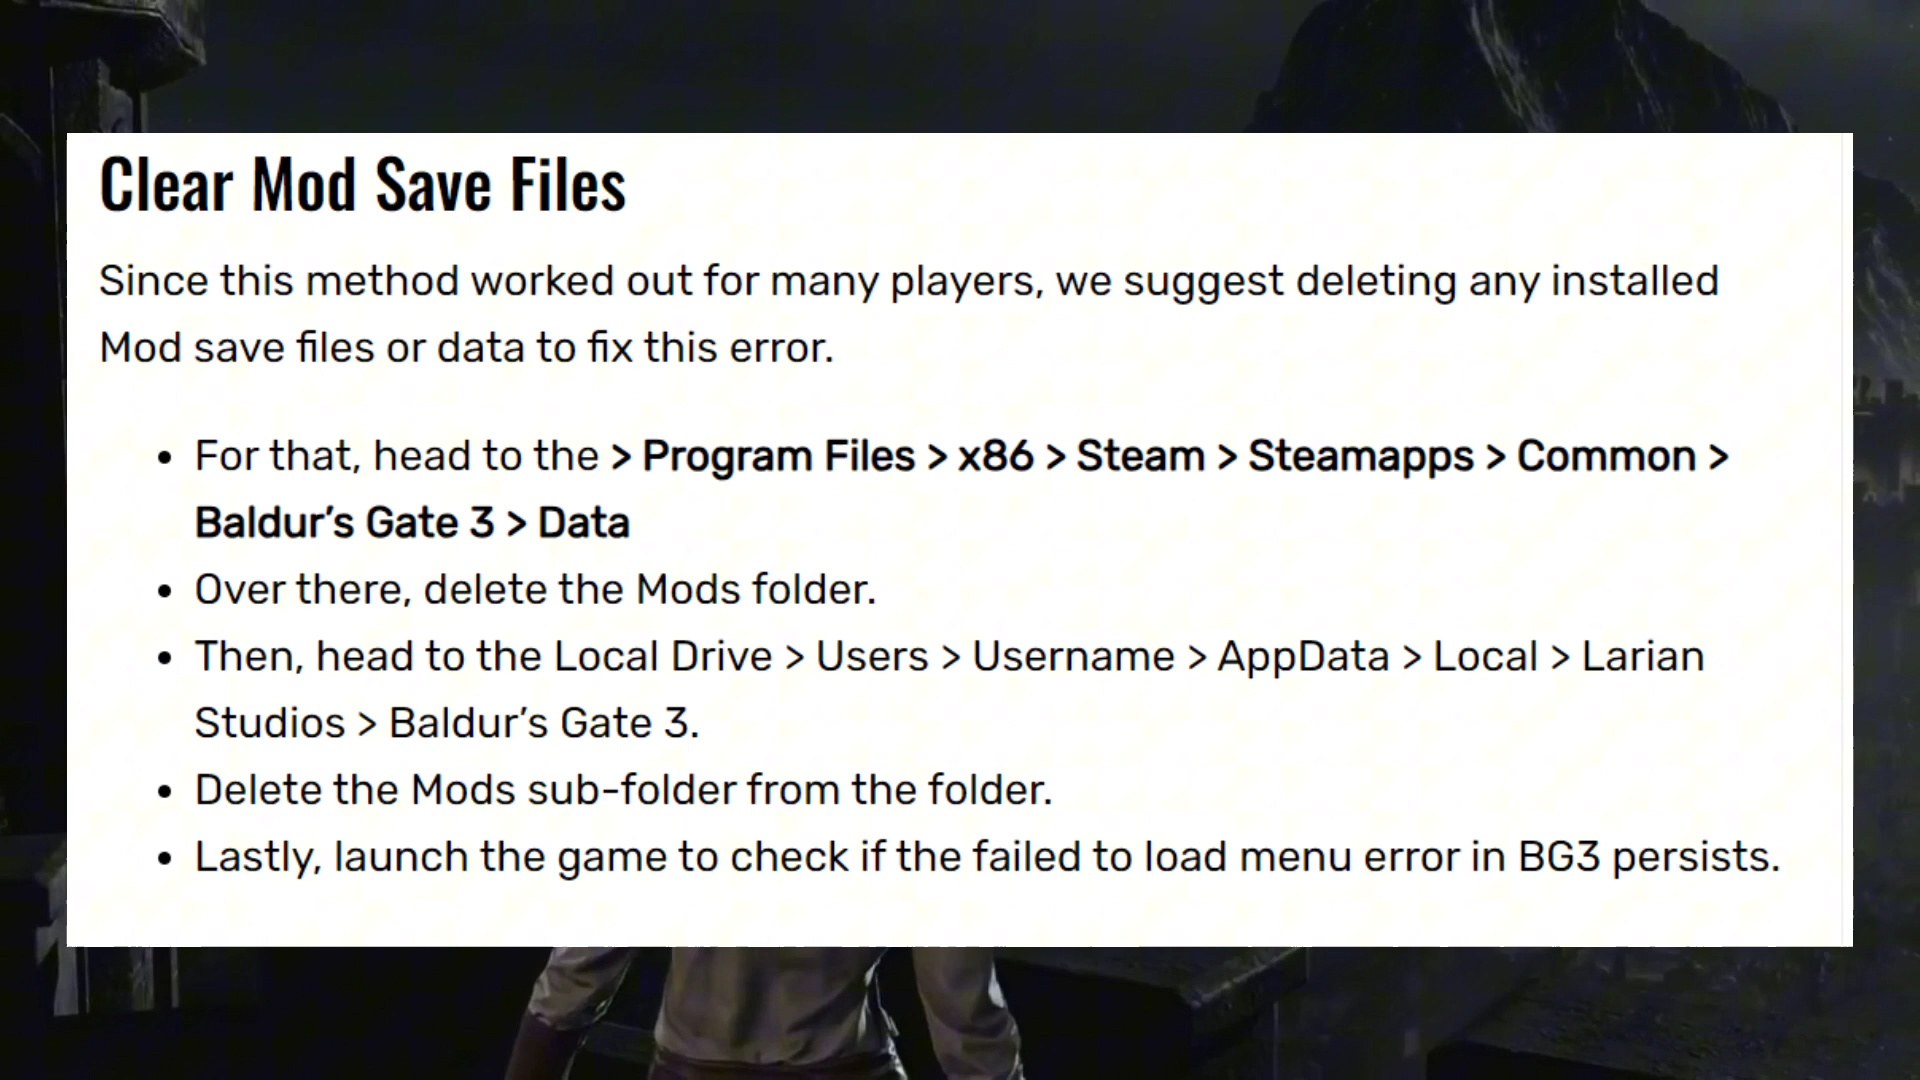 Clear Mod Save Files
Since this method worked out for many players, we suggest deleting any installed
Mod save files or data to fix this error.
• For that, head to the > Program Files > x86 > Steam > Steamapps > Common >
Baldur’s Gate 3 > Data
• Over there, delete the Mods folder.
• Then, head to the Local Drive > Users > Username > AppData > Local > Larian
Studios > Baldur’s Gate 3.
• Delete the Mods sub-folder from the folder.
• Lastly, launch the game to check if the failed to load menu error in BG3 persists.